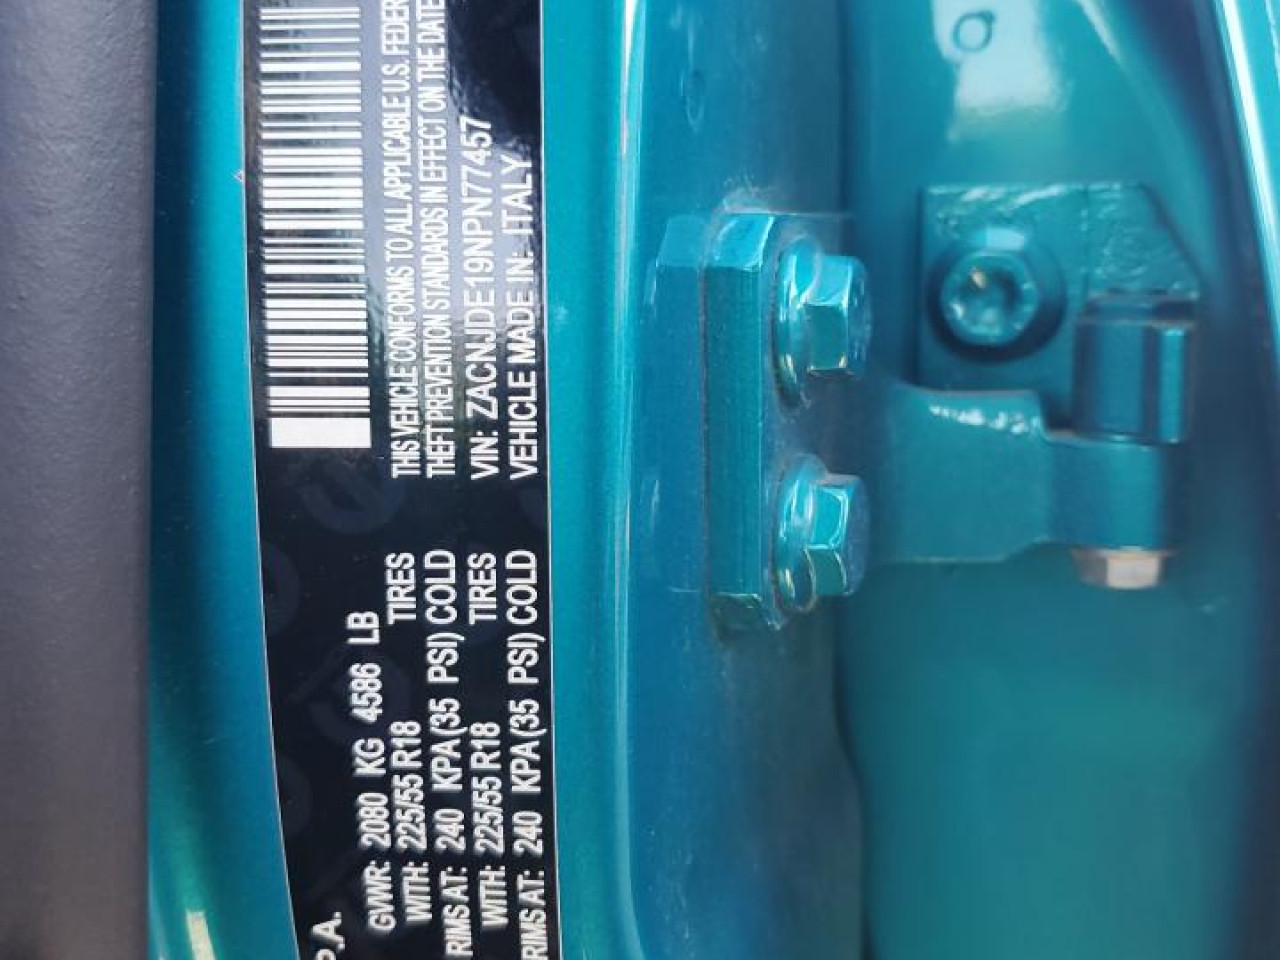 P.A.
GVWR: 2080 KG 4586 LB
WITH: 225/55 R18 TIRES
RIMS AT: 240 KPA (35 PSI) COLD
WITH: 225/55 R18 TIRES
RIMS AT: 240 KPA (35 PSI) COLD
THIS VEHICLE CONFORMS TO ALL APPLICABLE U.S. FEDER
THEFT PREVENTION STANDARDS IN EFFECT ON THE DATE
VIN: ZACNJDE19NPN77457
VEHICLE MADE IN: ITALY